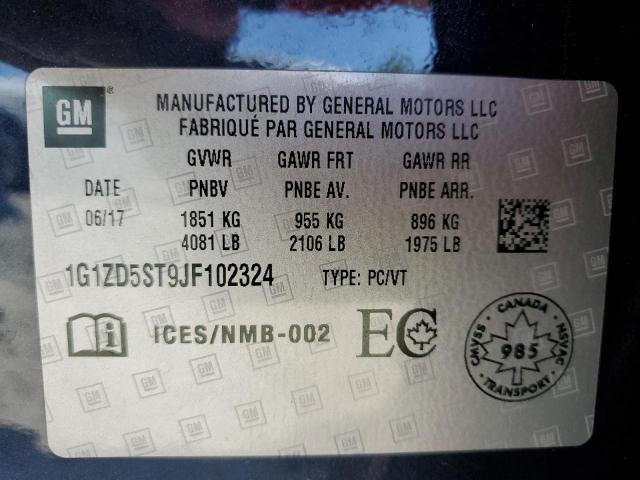 GM ®
MANUFACTURED BY GENERAL MOTORS LLC
FABRIQUÉ PAR GENERAL MOTORS LLC
GVWR GAWR FRT GAWR RR
DATE PNBV PNBE AV. PNBE ARR.
06/17 1851 KG 955 KG 896 KG
4081 LB 2106 LB 1975 LB
1G1ZD5ST9JF102324 TYPE: PC/VT
i ICES/NMB-002 EC
CANADA
CMVSS NSVAC
985
TRANSPORT